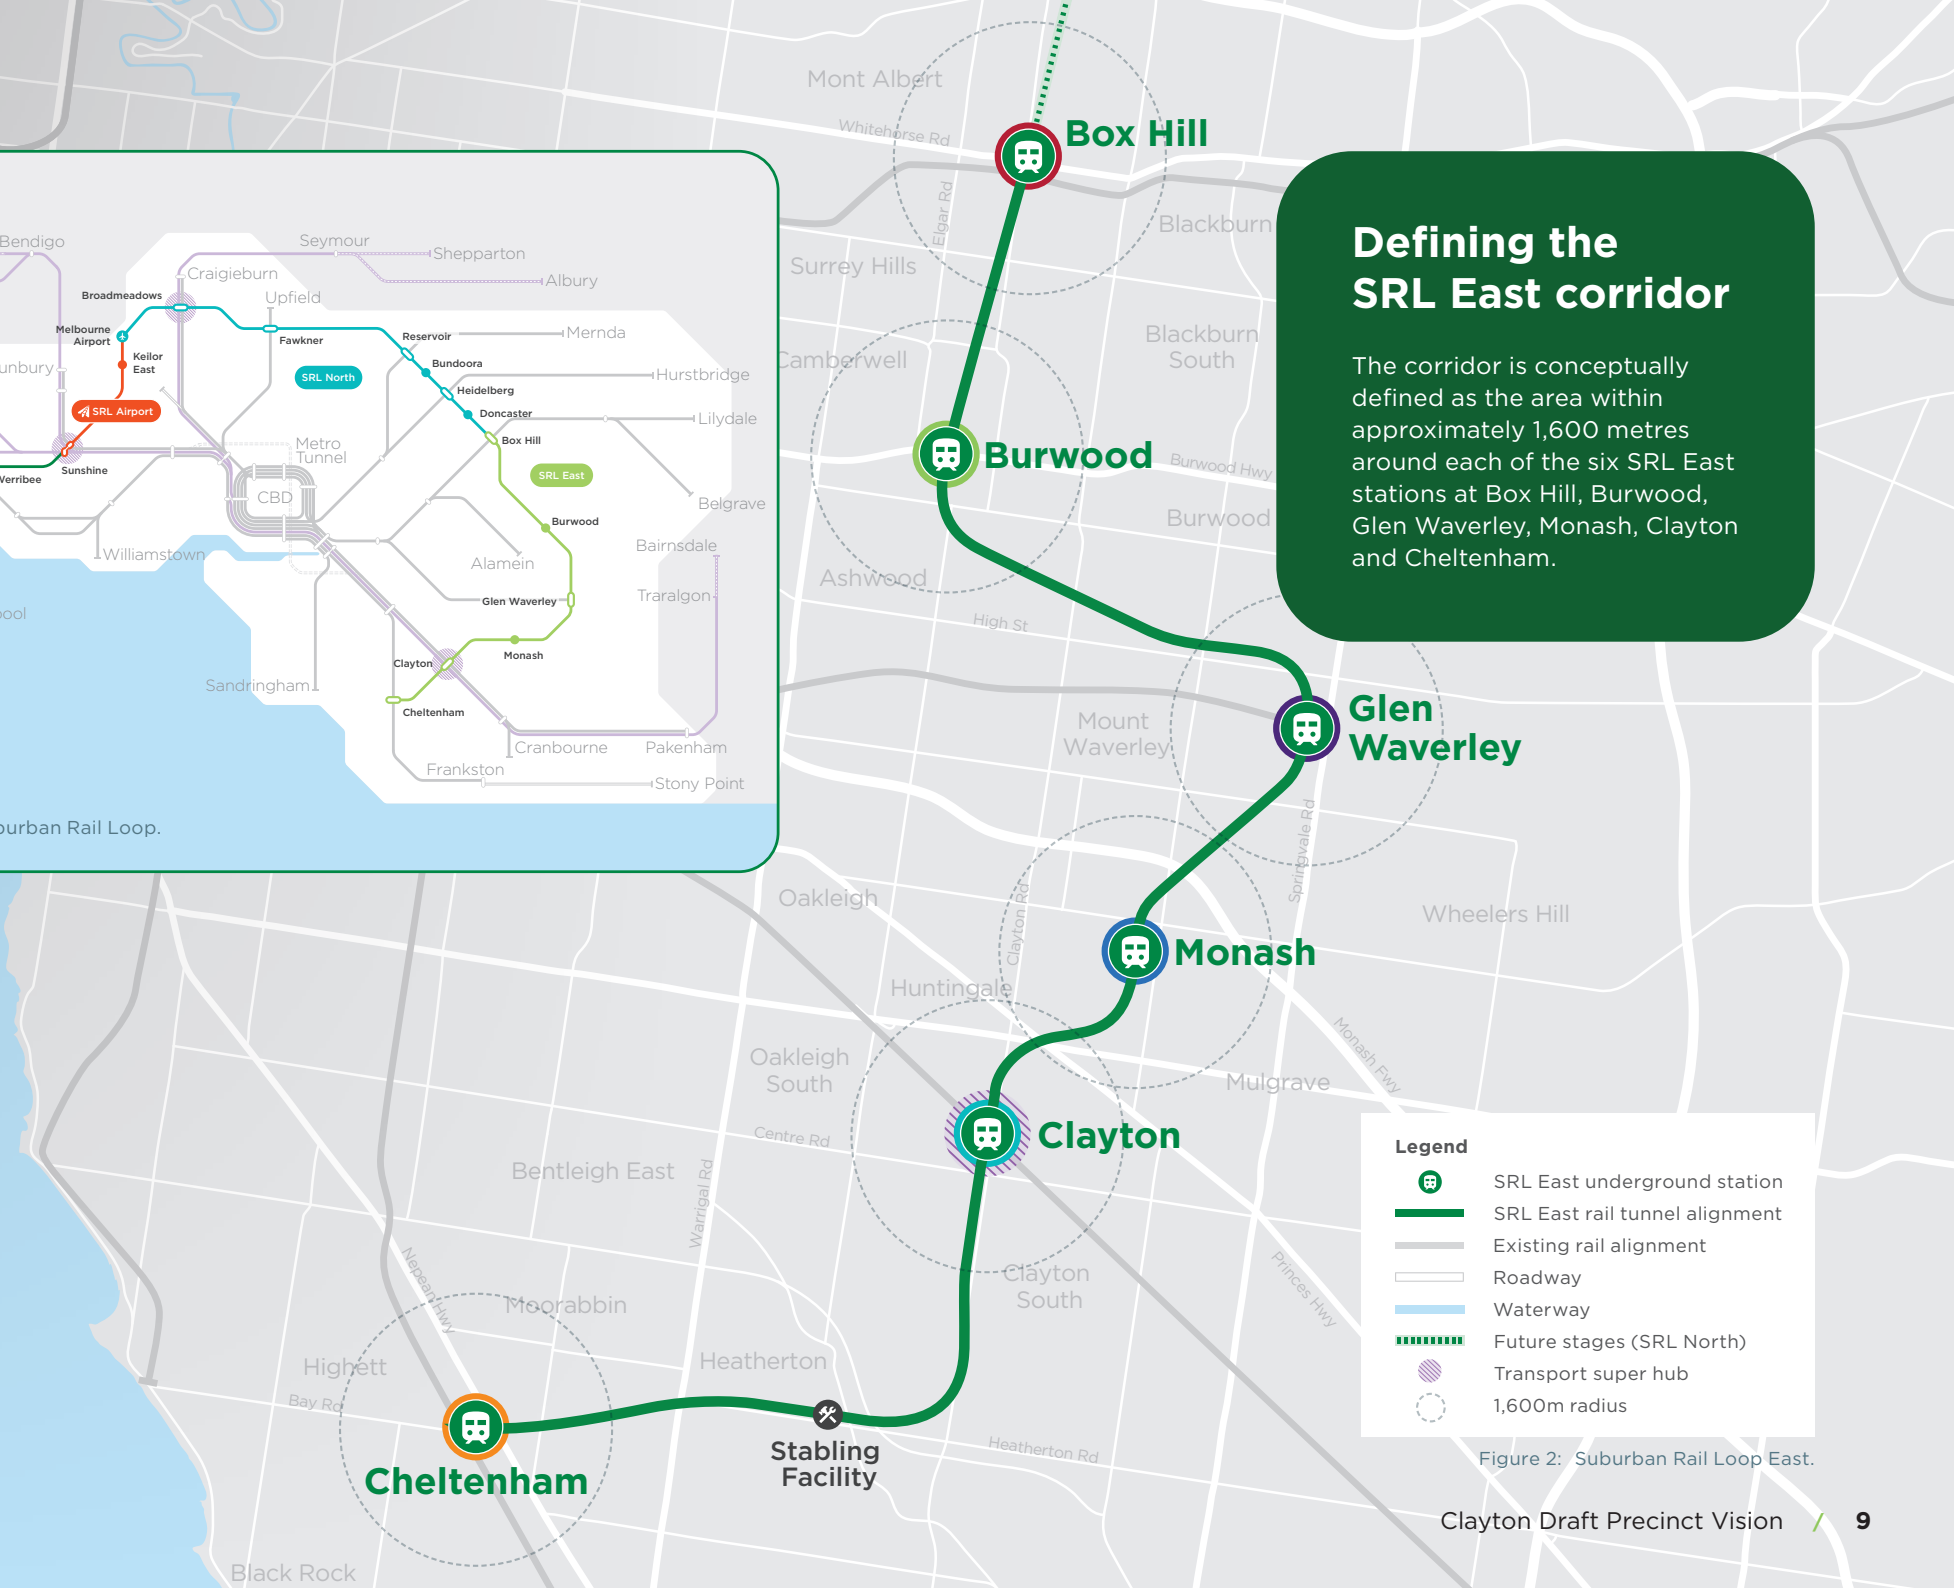 Mont Albert
Whitehorse Rd
Box Hill
Elgar Rd
Blackburn
Surrey Hills
Camberwell
Blackburn
South
Burwood
Burwood Hwy
Burwood
Ashwood
High St
Mount
Waverley
Glen
Waverley
Springvale Rd
Oakleigh
Clayton Rd
Wheelers Hill
Monash
Huntingale
Monash Fwy
Oakleigh
South
Mulgrave
Centre Rd
Clayton
Bentleigh East
Warrigal Rd
Nepean Hwy
Clayton
South
Princes Hwy
Moorabbin
Heatherton
Highett
Bay Rd
Cheltenham
Stabling
Facility
Heatherton Rd
Black Rock
Defining the
SRL East corridor
The corridor is conceptually
defined as the area within
approximately 1,600 metres
around each of the six SRL East
stations at Box Hill, Burwood,
Glen Waverley, Monash, Clayton
and Cheltenham.
Bendigo
Seymour
Shepparton
Craigieburn
Albury
Broadmeadows
Upfield
Melbourne
Airport
Fawkner
Reservoir
Mernda
Keilor
East
unbury
SRL North
Bundoora
Hurstbridge
Heidelberg
SRL Airport
Doncaster
Lilydale
Box Hill
Metro
Tunnel
Sunshine
Werribee
SRL East
CBD
Belgrave
Burwood
Williamstown
Bairnsdale
Alamein
Traralgon
Glen Waverley
ool
Monash
Clayton
Sandringham
Cheltenham
Cranbourne
Pakenham
Frankston
Stony Point
burban Rail Loop.
Legend
SRL East underground station
SRL East rail tunnel alignment
Existing rail alignment
Roadway
Waterway
Future stages (SRL North)
Transport super hub
1,600m radius
Figure 2: Suburban Rail Loop East.
Clayton Draft Precinct Vision / 9